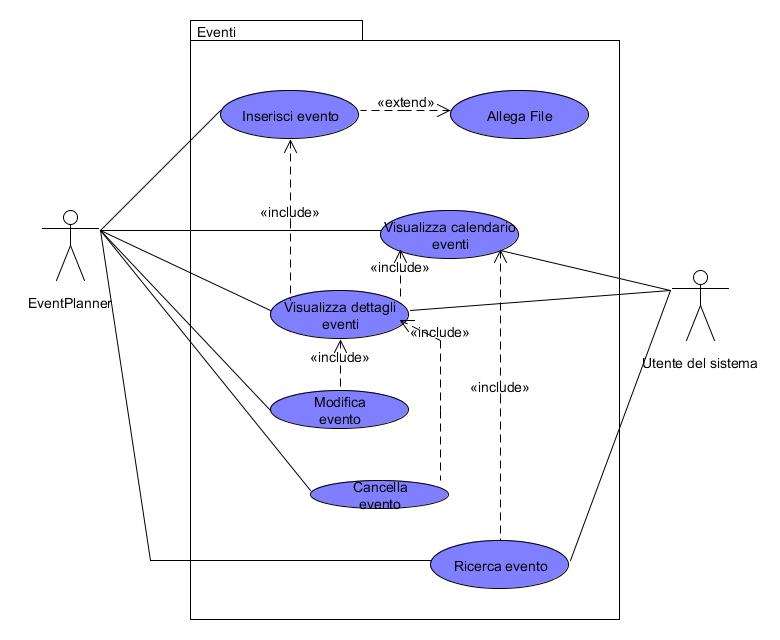 Eventi
«extend»
Inserisci evento
Allega File
«include»
Visualizza calendario
eventi
«include»
EventPlanner
Visualizza dettagli
eventi
«include»
«include»
Utente del sistema
«include»
Modifica
evento
Cancella
evento
Ricerca evento